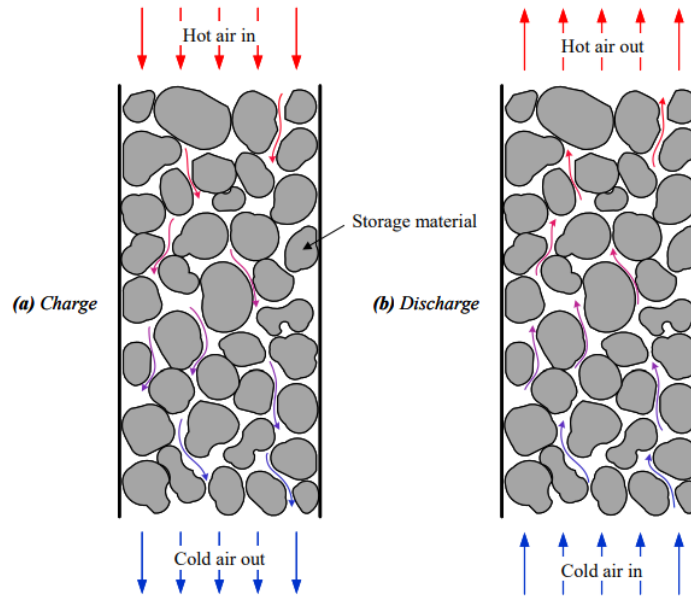 Hot air in
Hot air out
Storage material
(a) Charge
(b) Discharge
Cold air out
Cold air in